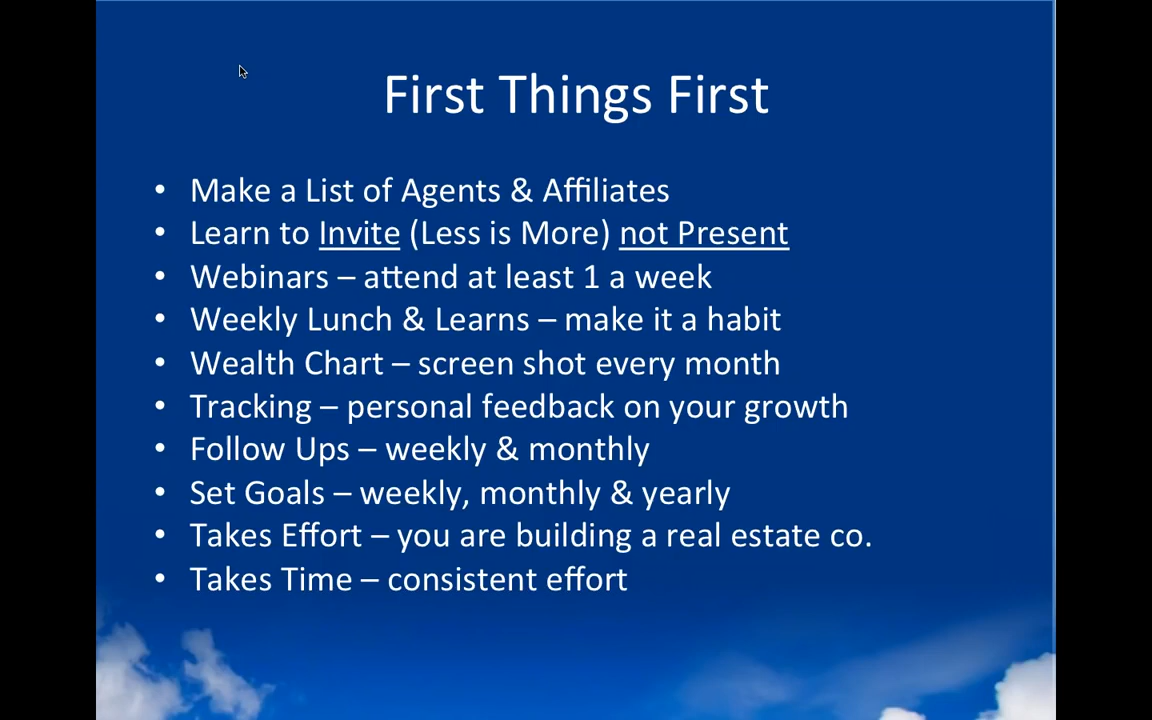 First Things First
• Make a List of Agents & Affiliates
• Learn to Invite (Less is More) not Present
• Webinars – attend at least 1 a week
• Weekly Lunch & Learns – make it a habit
• Wealth Chart – screen shot every month
• Tracking – personal feedback on your growth
• Follow Ups – weekly & monthly
• Set Goals – weekly, monthly & yearly
• Takes Effort – you are building a real estate co.
• Takes Time – consistent effort